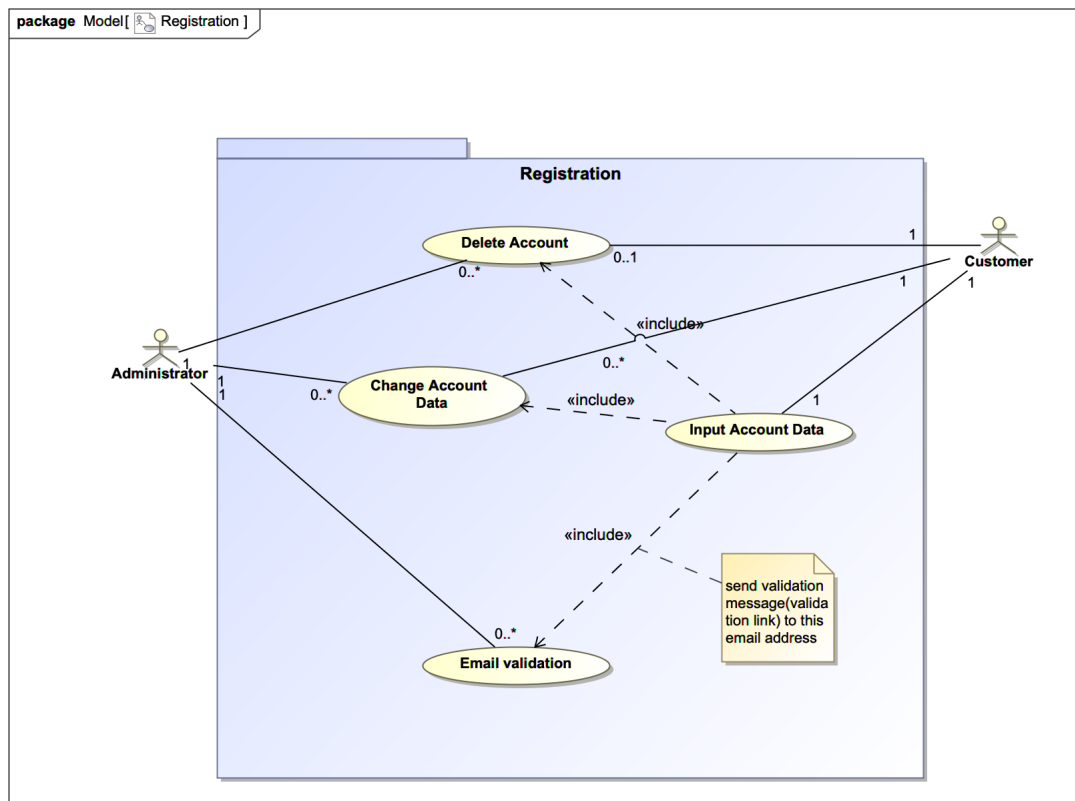 package Model[ Registration ]
Registration
Delete Account
1
Customer
0..*
0..1
1
1
«include»
Administrator
1
1
1
0..*
0..*
Change Account
Data
«include»
1
Input Account Data
«include»
send validation
message(valida
tion link) to this
email address
0..*
Email validation